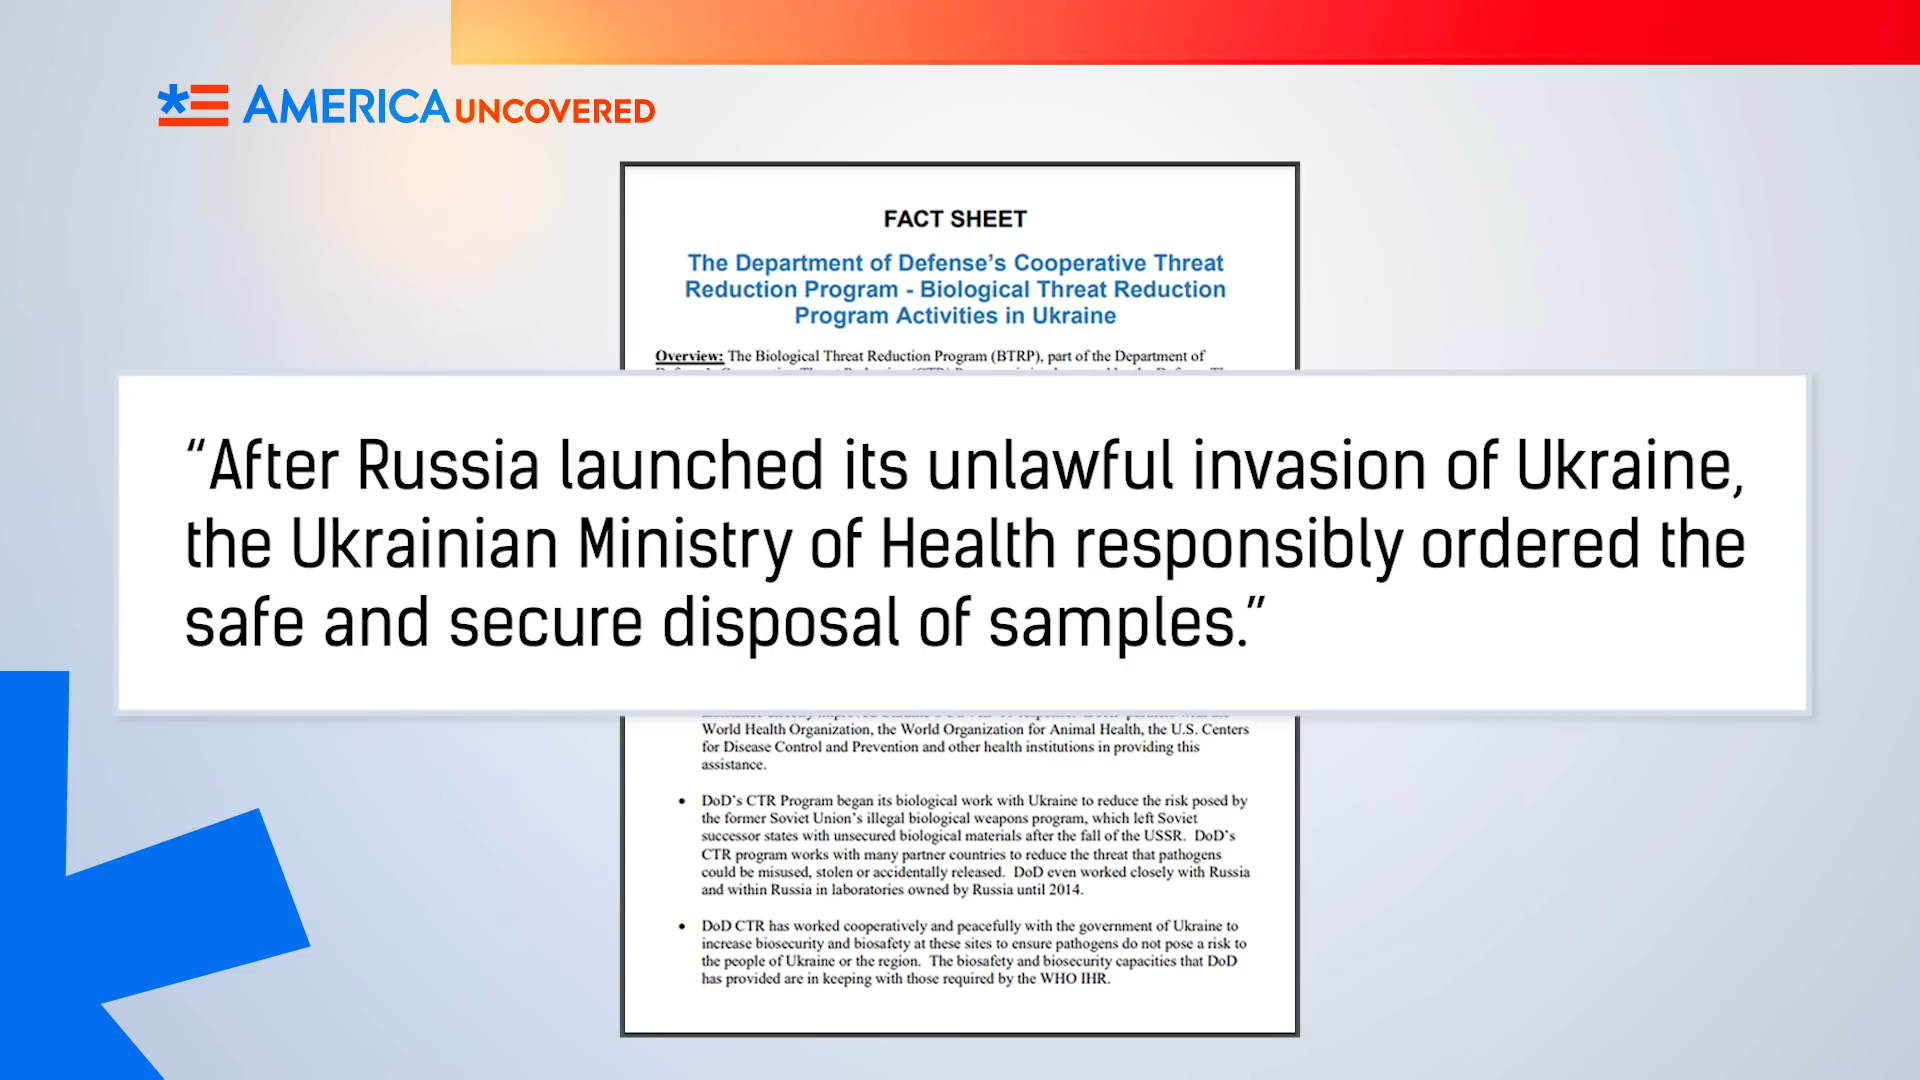 AMERICA UNCOVERED
FACT SHEET
The Department of Defense’s Cooperative Threat
Reduction Program - Biological Threat Reduction
Program Activities in Ukraine
Overview: The Biological Threat Reduction Program (BTRP), part of the Department of
“After Russia launched its unlawful invasion of Ukraine,
the Ukrainian Ministry of Health responsibly ordered the
safe and secure disposal of samples.”
World Health Organization, the World Organization for Animal Health, the U.S. Centers
for Disease Control and Prevention and other health institutions in providing this
assistance.
• DoD’s CTR Program began its biological work with Ukraine to reduce the risk posed by
the former Soviet Union’s illegal biological weapons program, which left Soviet
successor states with unsecured biological materials after the fall of the USSR. DoD’s
CTR program works with many partner countries to reduce the threat that pathogens
could be misused, stolen or accidentally released. DoD even worked closely with Russia
and within Russia in laboratories owned by Russia until 2014.
• DoD CTR has worked cooperatively and peacefully with the government of Ukraine to
increase biosecurity and biosafety at these sites to ensure pathogens do not pose a risk to
the people of Ukraine or the region. The biosafety and biosecurity capacities that DoD
has provided are in keeping with those required by the WHO IHR.